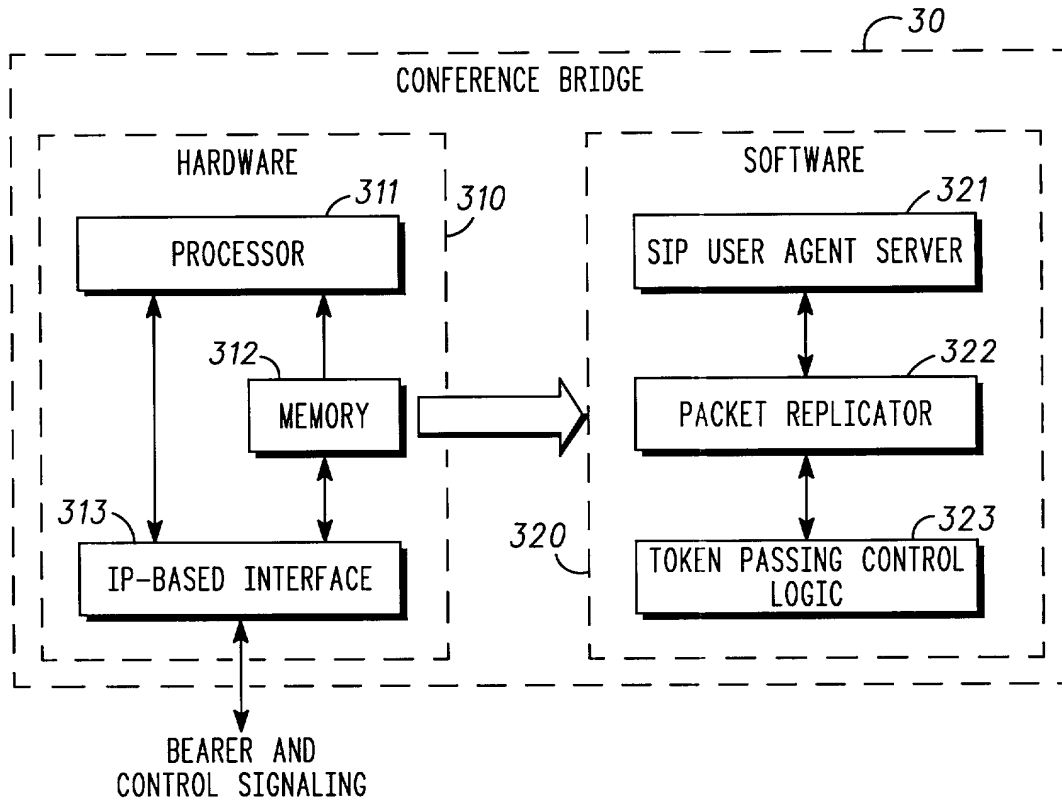 30
CONFERENCE BRIDGE
HARDWARE
310
311
PROCESSOR
312
MEMORY
313
IP-BASED INTERFACE
BEARER AND
CONTROL SIGNALING
SOFTWARE
320
321
SIP USER AGENT SERVER
322
PACKET REPLICATOR
323
TOKEN PASSING CONTROL
LOGIC